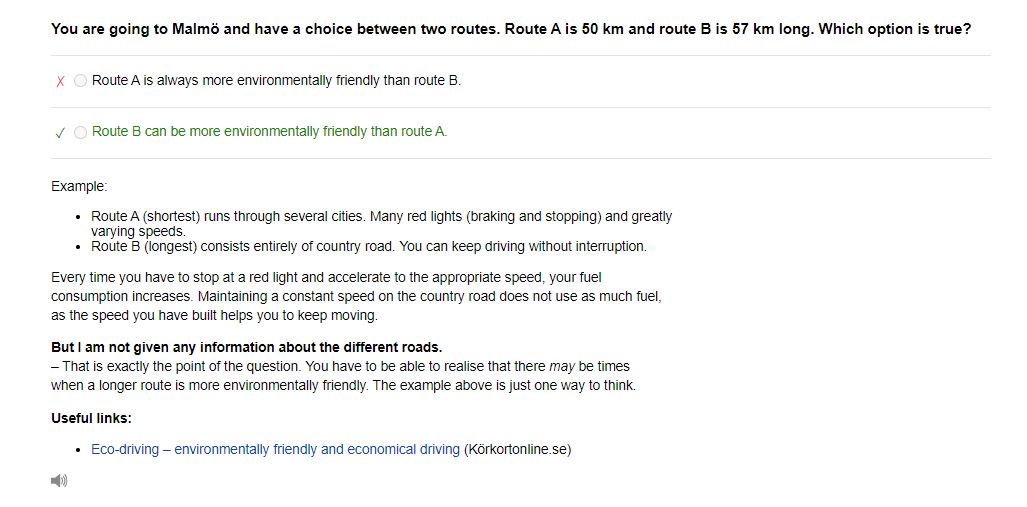 You are going to Malmö and have a choice between two routes. Route A is 50 km and route B is 57 km long. Which option is true?
✗ Route A is always more environmentally friendly than route B.
✓ Route B can be more environmentally friendly than route A.
Example:
• Route A (shortest) runs through several cities. Many red lights (braking and stopping) and greatly
varying speeds.
• Route B (longest) consists entirely of country road. You can keep driving without interruption.
Every time you have to stop at a red light and accelerate to the appropriate speed, your fuel
consumption increases. Maintaining a constant speed on the country road does not use as much fuel,
as the speed you have built helps you to keep moving.
But I am not given any information about the different roads.
– That is exactly the point of the question. You have to be able to realise that there may be times
when a longer route is more environmentally friendly. The example above is just one way to think.
Useful links:
• Eco-driving – environmentally friendly and economical driving (Körkortonline.se)